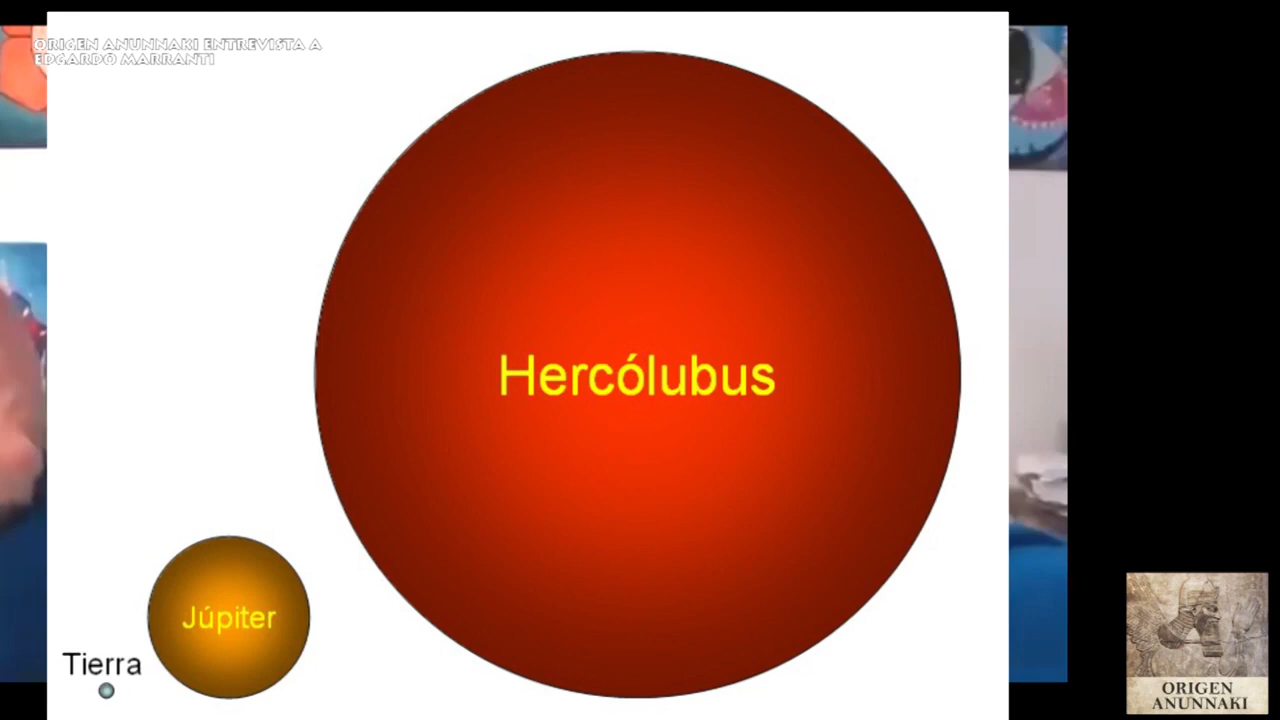 ORIGEN ANUNNAKI ENTREVISTA A
EDGARDO MARRANTI
Hercólubus
Júpiter
Tierra
ORIGEN
ANUNNAKI